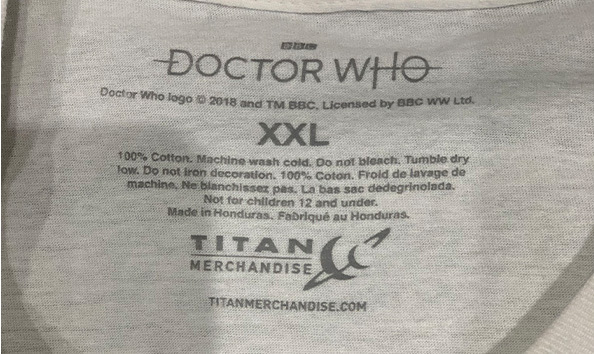 BBC
DOCTOR WHO
Doctor Who logo © 2018 and TM BBC. Licensed by BBC WW Ltd.
XXL
100% Cotton. Machine wash cold. Do not bleach. Tumble dry
low. Do not iron decoration. 100% Coton. Froid de lavage de
machine. Ne blanchissez pas. La bas sac dedegrinolada.
Not for children 12 and under.
Made in Honduras. Fabriqué au Honduras.
TITAN
MERCHANDISE
TITANMERCHANDISE.COM